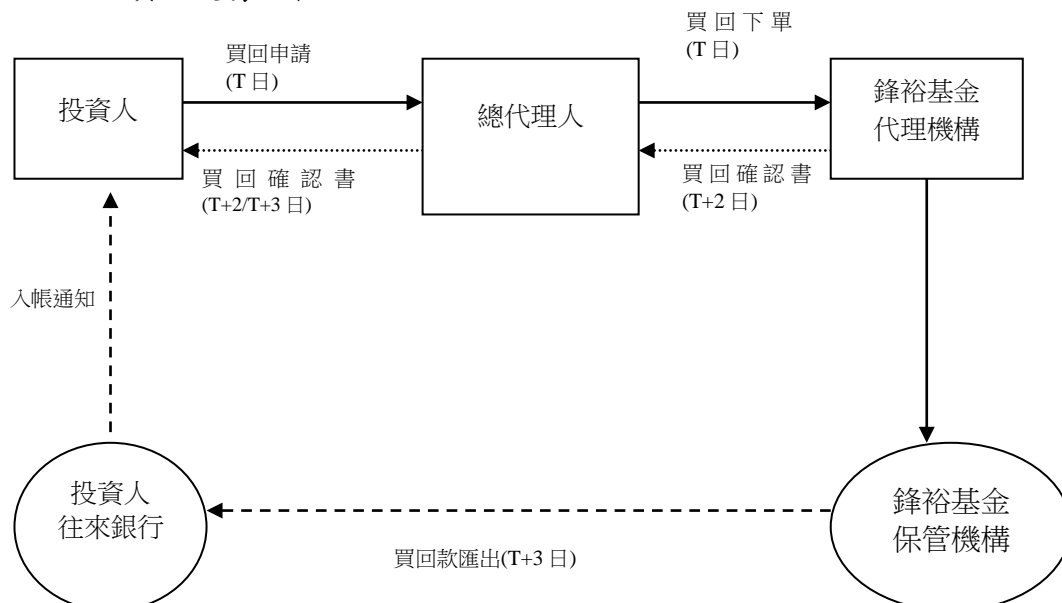 買回下單
(T 日)
買回申請
(T 日)
投資人
總代理人
鋒裕基金
代理機構
買回確認書
(T+2/T+3 日)
買回確認書
(T+2 日)
入帳通知
投資人
往來銀行
鋒裕基金
保管機構
買回款匯出(T+3 日)